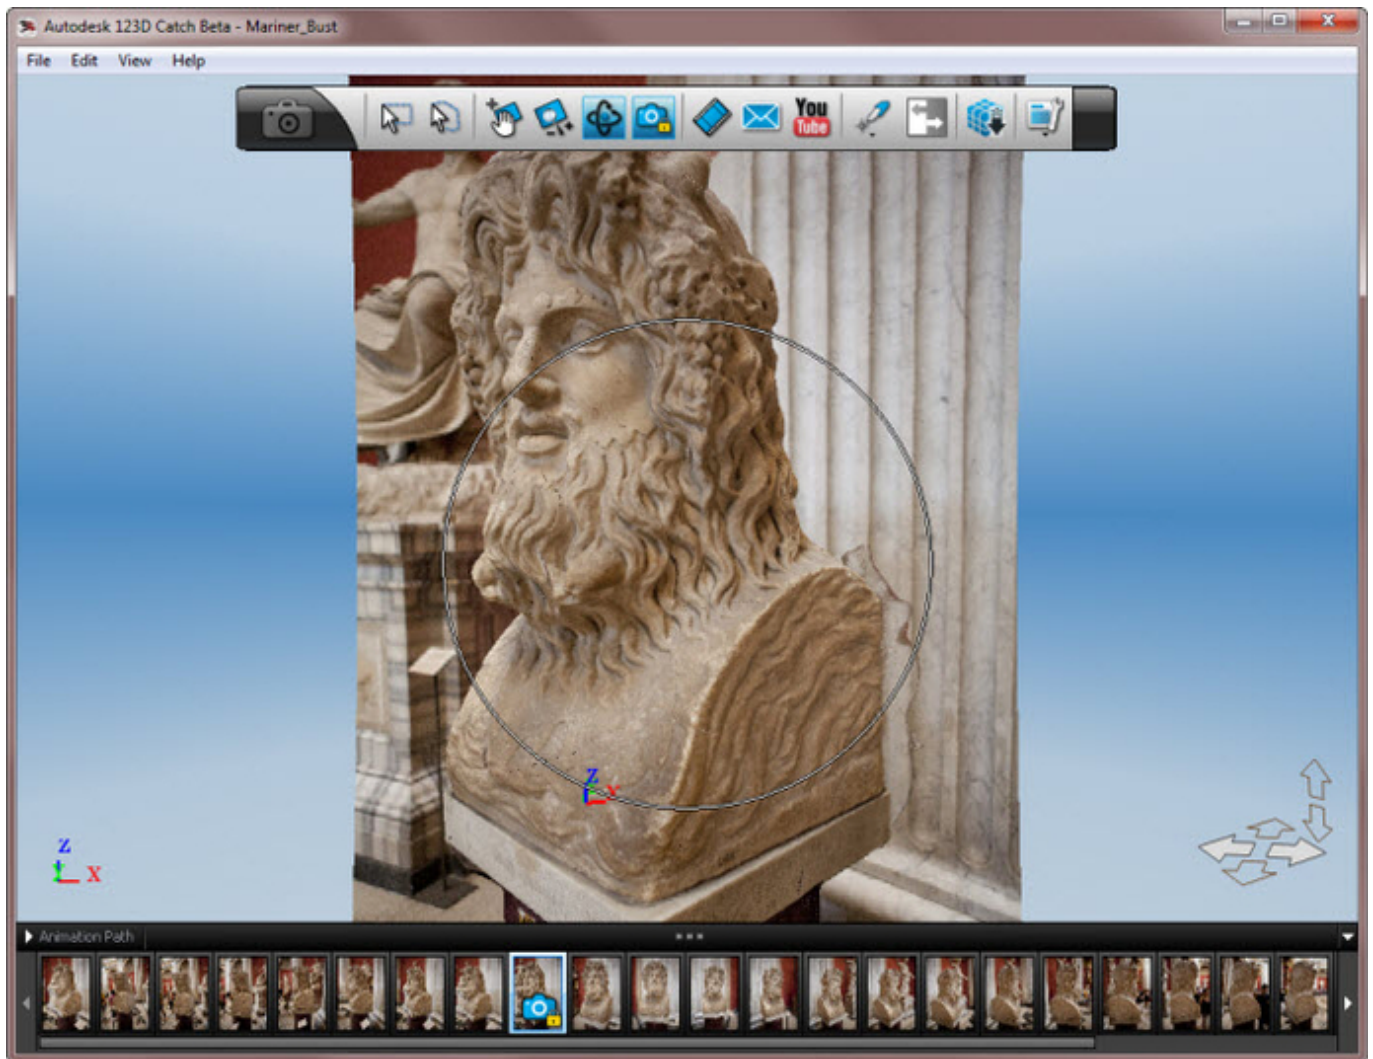 Autodesk 123D Catch Beta - Mariner_Bust
File Edit View Help
You
Tube
Z
X
Z
X
Animation Path